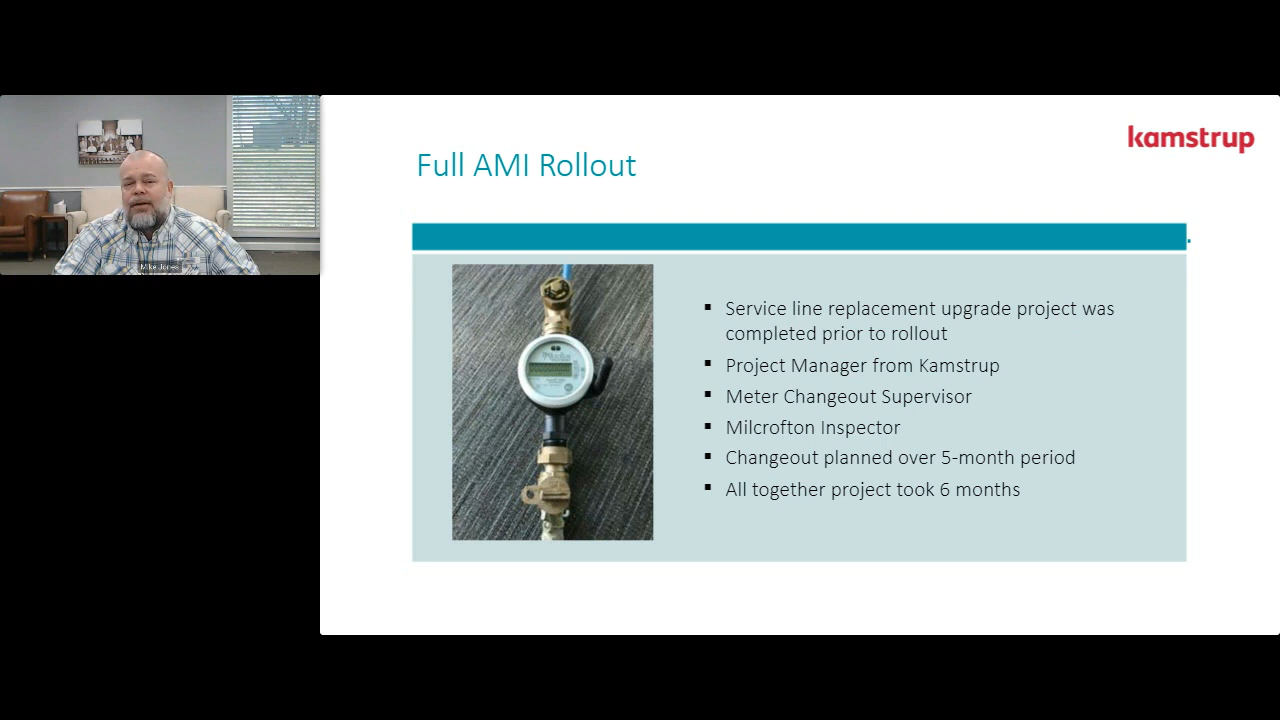 kamstrup
Full AMI Rollout
Mike Jones
▪ Service line replacement upgrade project was
completed prior to rollout
▪ Project Manager from Kamstrup
▪ Meter Changeout Supervisor
▪ Milcrofton Inspector
▪ Changeout planned over 5-month period
▪ All together project took 6 months